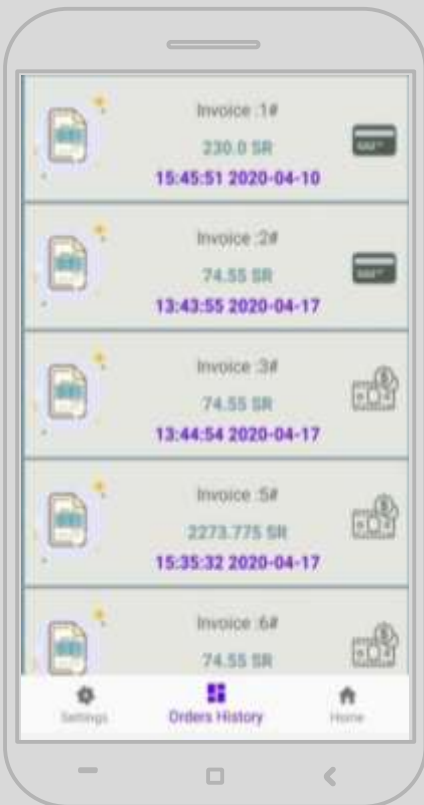 Invoice :1#
230.0 SR
15:45:51 2020-04-10
Invoice :2#
74.55 SR
13:43:55 2020-04-17
Invoice :3#
74.55 SR
13:44:54 2020-04-17
Invoice :5#
2273.775 SR
15:35:32 2020-04-17
Invoice :6#
74.55 SR
Settings
Orders History
Home